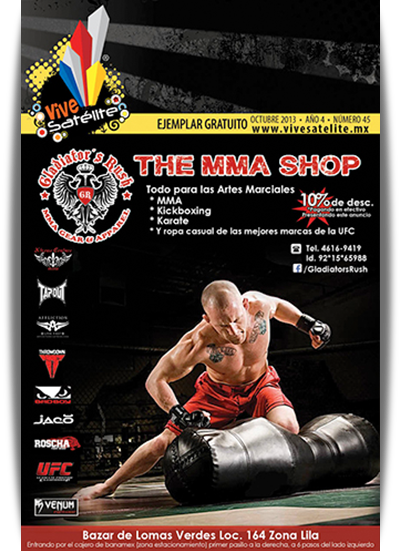 Vive
Satélite
®
EJEMPLAR GRATUITO
OCTUBRE 2013 • AÑO 4 • NÚMERO 45
www.vivesatelite.mx
Gladiator's Rush
GR
MMA GEAR & APPAREL
THE MMA SHOP
Todo para las Artes Marciales
* MMA
* Kickboxing
* Karate
* Y ropa casual de las mejores marcas de la UFC
10% de desc.
*Pagando en efectivo
Presentando este anuncio
Tel. 4616-9419
Id. 92*15*65988
/GladiatorsRush
TAPOUT
AFFLICTION
THROWDOWN
BADBOY
JACO
ROSCHA
UFC
VENUM
Bazar de Lomas Verdes Loc. 164 Zona Lila
Entrando por el cajero de banamex (zona estacionamiento) primer pasillo a la derecha, a 6 pasos del lado izquierdo